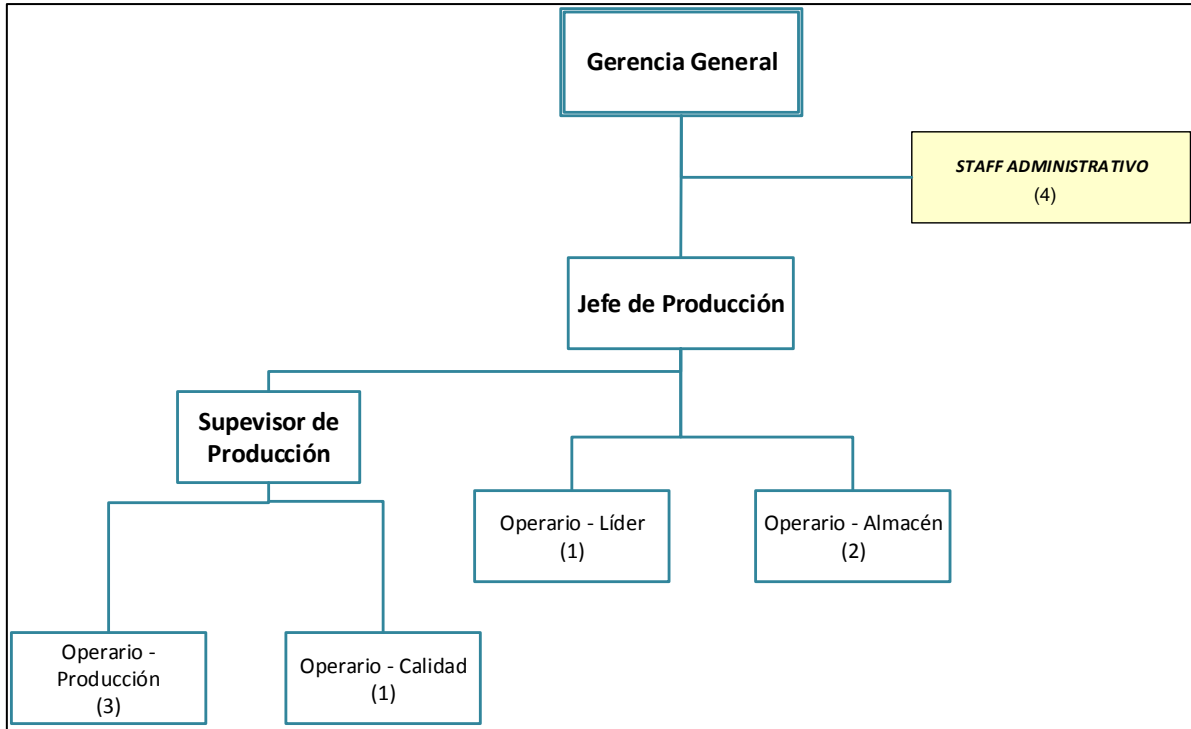 Gerencia General
STAFF ADMINISTRATIVO
(4)
Jefe de Producción
Supevisor de
Producción
Operario - Líder
(1)
Operario - Almacén
(2)
Operario -
Producción
(3)
Operario - Calidad
(1)